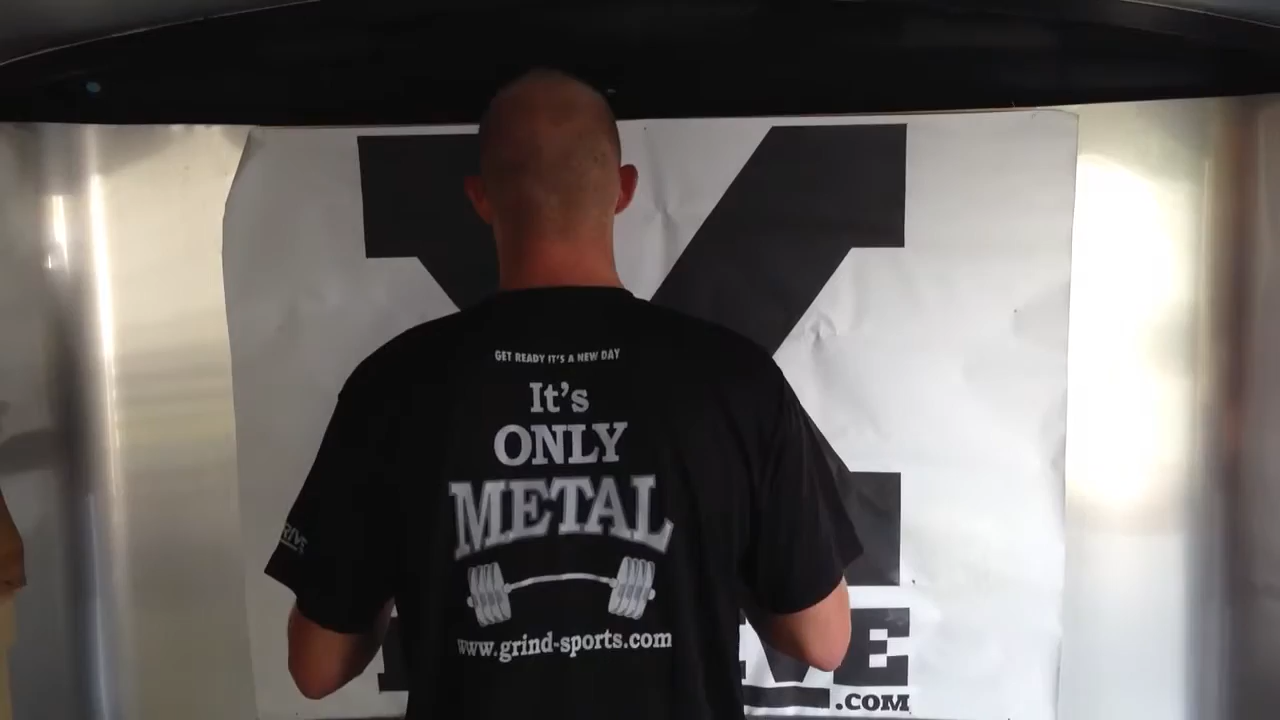 GET READY IT'S A NEW DAY
It's
ONLY
METAL
www.grind-sports.com
.COM